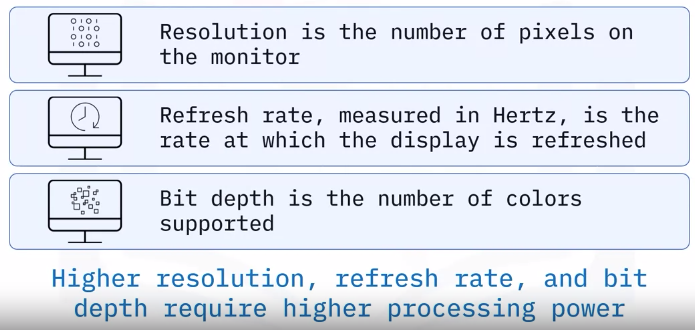 Resolution is the number of pixels on
the monitor
Refresh rate, measured in Hertz, is the
rate at which the display is refreshed
Bit depth is the number of colors
supported
Higher resolution, refresh rate, and bit
depth require higher processing power